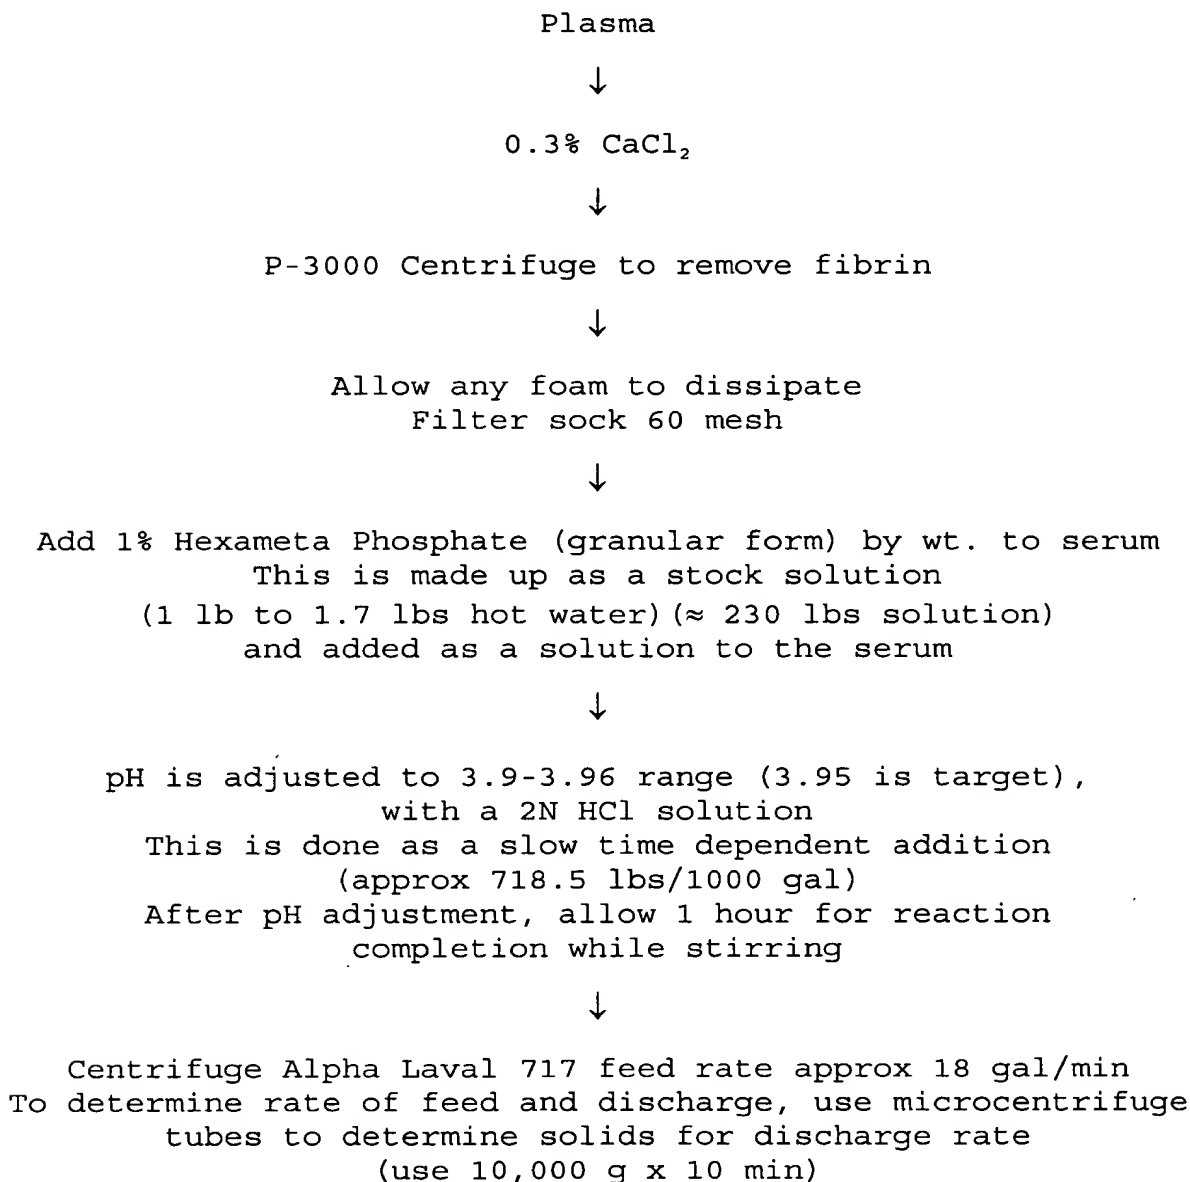 Plasma
↓
0.3% CaCl₂
↓
P-3000 Centrifuge to remove fibrin
↓
Allow any foam to dissipate
Filter sock 60 mesh
↓
Add 1% Hexameta Phosphate (granular form) by wt. to serum
This is made up as a stock solution
(1 lb to 1.7 lbs hot water)(≈ 230 lbs solution)
and added as a solution to the serum
↓
pH is adjusted to 3.9-3.96 range (3.95 is target),
with a 2N HCl solution
This is done as a slow time dependent addition
(approx 718.5 lbs/1000 gal)
After pH adjustment, allow 1 hour for reaction
completion while stirring
↓
Centrifuge Alpha Laval 717 feed rate approx 18 gal/min
To determine rate of feed and discharge, use microcentrifuge
tubes to determine solids for discharge rate
(use 10,000 g x 10 min)